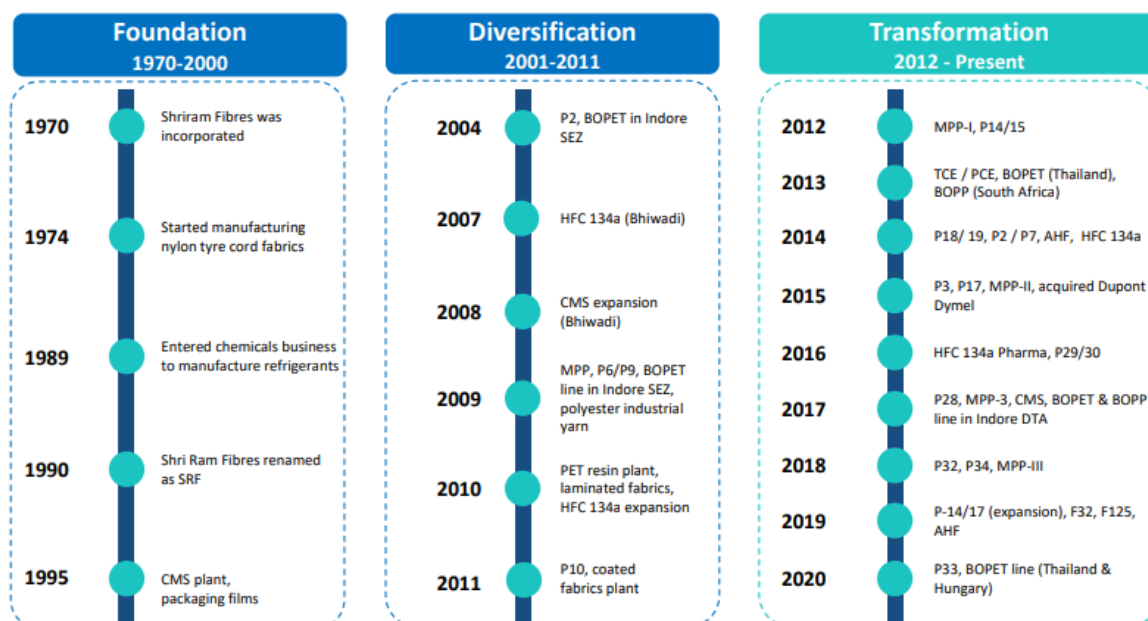 Foundation
1970-2000
1970
Shriram Fibres was
incorporated
1974
Started manufacturing
nylon tyre cord fabrics
1989
Entered chemicals business
to manufacture refrigerants
1990
Shri Ram Fibres renamed
as SRF
1995
CMS plant,
packaging films
Diversification
2001-2011
2004
P2, BOPET in Indore
SEZ
2007
HFC 134a (Bhiwadi)
2008
CMS expansion
(Bhiwadi)
2009
MPP, P6/P9, BOPET
line in Indore SEZ,
polyester industrial
yarn
2010
PET resin plant,
laminated fabrics,
HFC 134a expansion
2011
P10, coated
fabrics plant
Transformation
2012 - Present
2012
MPP-I, P14/15
2013
TCE / PCE, BOPET (Thailand),
BOPP (South Africa)
2014
P18/ 19, P2 / P7, AHF, HFC 134a
2015
P3, P17, MPP-II, acquired Dupont
Dymel
2016
HFC 134a Pharma, P29/30
2017
P28, MPP-3, CMS, BOPET & BOPP
line in Indore DTA
2018
P32, P34, MPP-III
2019
P-14/17 (expansion), F32, F125,
AHF
2020
P33, BOPET line (Thailand &
Hungary)